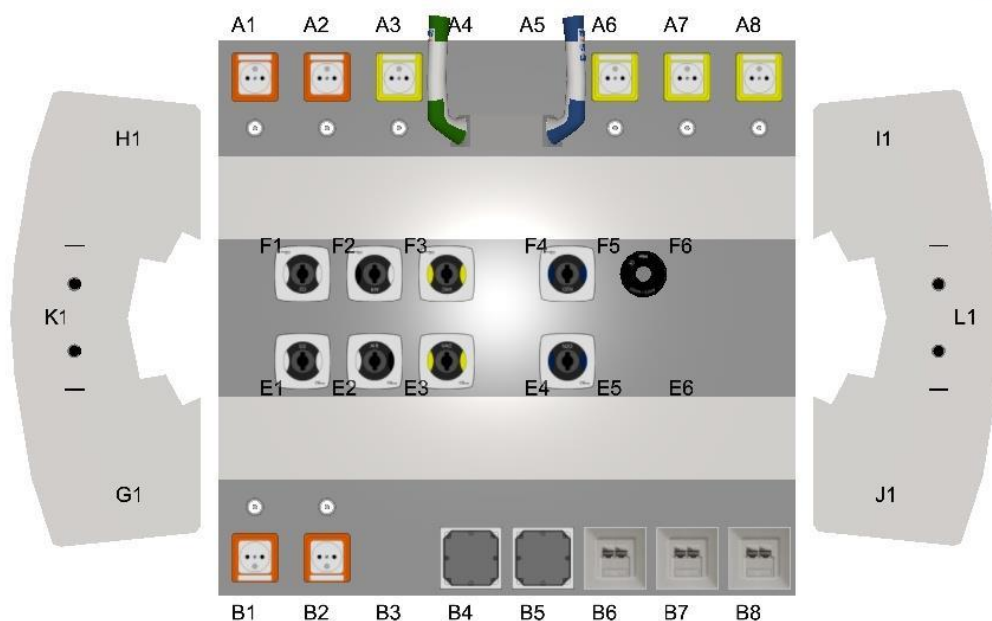 A1 A2 A3 A4 A5 A6 A7 A8
H1 I1
F1 F2 F3 F4 F5 F6
K1 L1
E1 E2 E3 E4 E5 E6
G1 J1
B1 B2 B3 B4 B5 B6 B7 B8